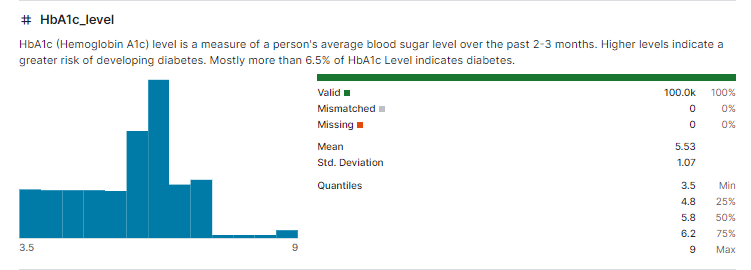 # HbA1c_level
HbA1c (Hemoglobin A1c) level is a measure of a person's average blood sugar level over the past 2-3 months. Higher levels indicate a
greater risk of developing diabetes. Mostly more than 6.5% of HbA1c Level indicates diabetes.
Valid 100.0k 100%
Mismatched 0 0%
Missing 0 0%
Mean 5.53
Std. Deviation 1.07
Quantiles 3.5 Min
4.8 25%
5.8 50%
6.2 75%
9 Max
3.5 9